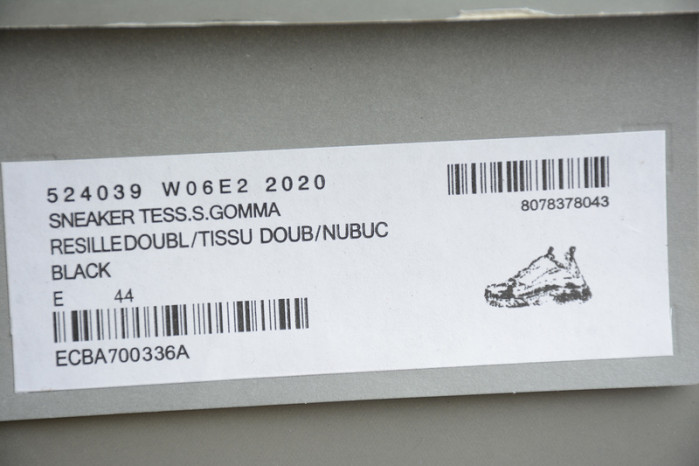 524039 W06E2 2020
SNEAKER TESS.S.GOMMA
RESILLEDOUBL/TISSU DOUB/NUBUC
BLACK
E 44
ECBA700336A
8078378043